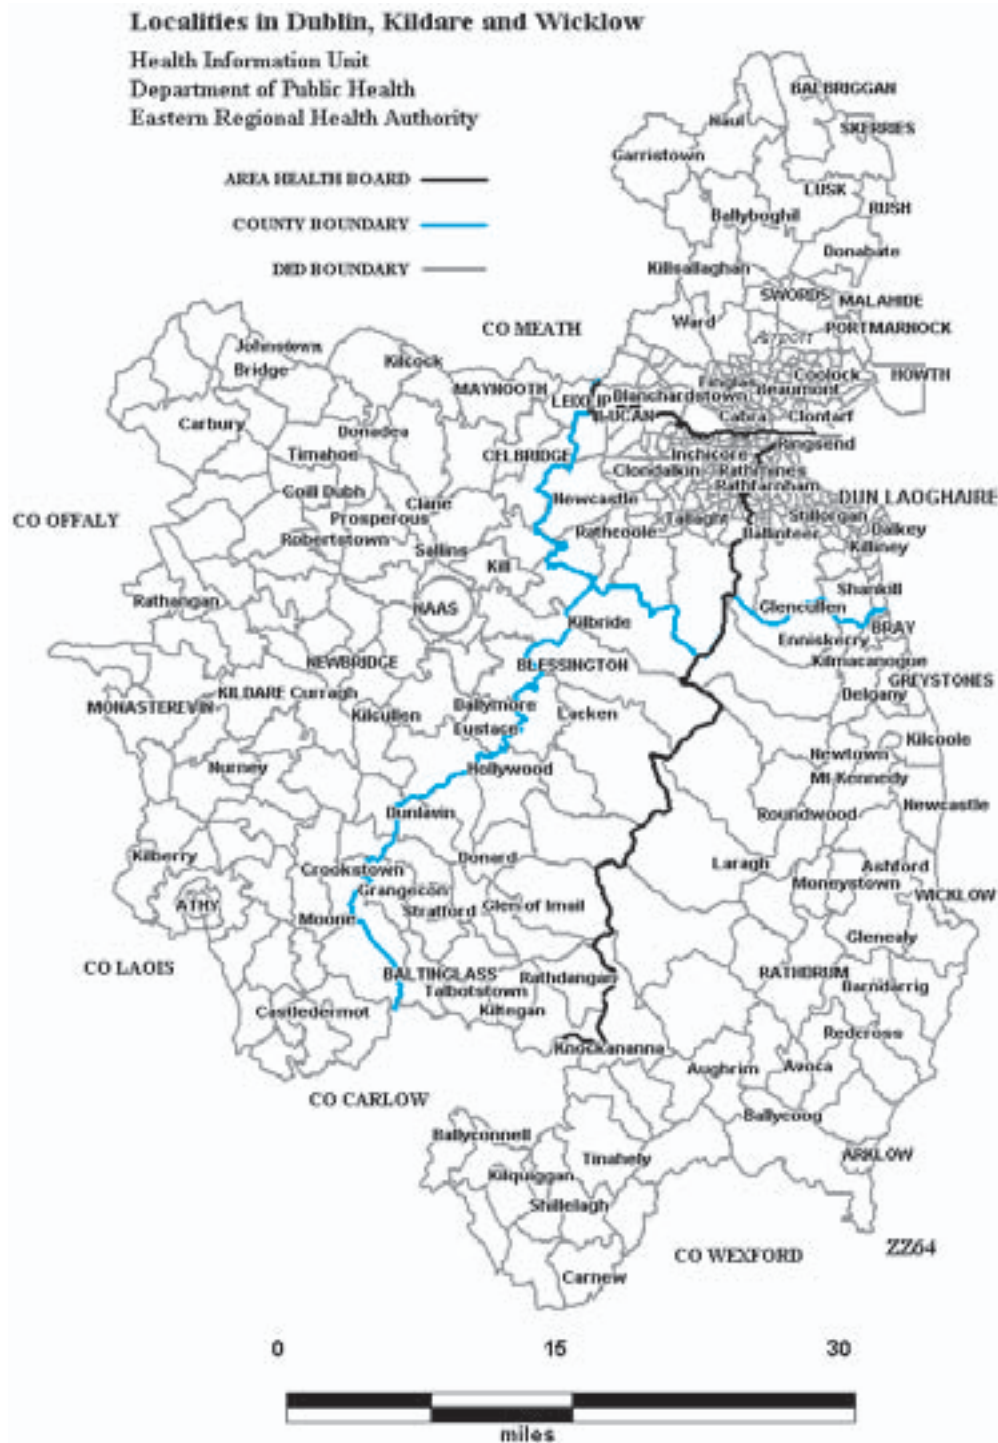 Localities in Dublin, Kildare and Wicklow
Health Information Unit
Department of Public Health
Eastern Regional Health Authority
AREA HEALTH BOARD
COUNTY BOUNDARY
DED BOUNDARY
BALBRIGGAN
Naul
SKERRIES
Garristown
LUSK
RUSH
Ballyboghil
Donabate
Killsallaghan
SWORDS
MALAHIDE
Ward
PORTMARNOCK
Airport
CO MEATH
Johnstown
Bridge
Kilcock
MAYNOOTH
LEIXLIP
Blanchardstown
Finglas
Beaumont
Coolock
HOWTH
LUCAN
Cabra
Clontarf
Carbury
Donadea
Timahoe
CELBRIDGE
Inchicore
Ringsend
Clondalkin
Rathmines
Rathfarnham
Coill Dubh
Clane
Newcastle
DUN LAOGHAIRE
CO OFFALY
Prosperous
Robertstown
Sallins
Rathcoole
Tallaght
Stillorgan
Ballinteer
Dalkey
Killiney
Kill
Rathangan
NAAS
Shankill
Glencullen
Kilbride
BRAY
Enniskerry
NEWBRIDGE
BLESSINGTON
Kilmacanogue
GREYSTONES
KILDARE
Curragh
Delgany
MONASTEREVIN
Kilcullen
Ballymore
Eustace
Lacken
Kilcoole
Newtown
Mt Kennedy
Nurney
Hollywood
Newcastle
Dunlavin
Roundwood
Kilberry
Crookstown
Donard
Laragh
Ashford
Moneystown
WICKLOW
Grangecon
ATHY
Moone
Stratford
Glen of Imail
Glenealy
CO LAOIS
BALTINGLASS
Rathdangan
RATHDRUM
Talbotstown
Barndarrig
Castledermot
Kiltegan
Redcross
Knockananna
Aughrim
Avoca
CO CARLOW
Ballycoog
Ballyconnell
ARKLOW
Tinahely
Kilquiggan
Shillelagh
CO WEXFORD
ZZ64
Carnew
0 15 30
miles